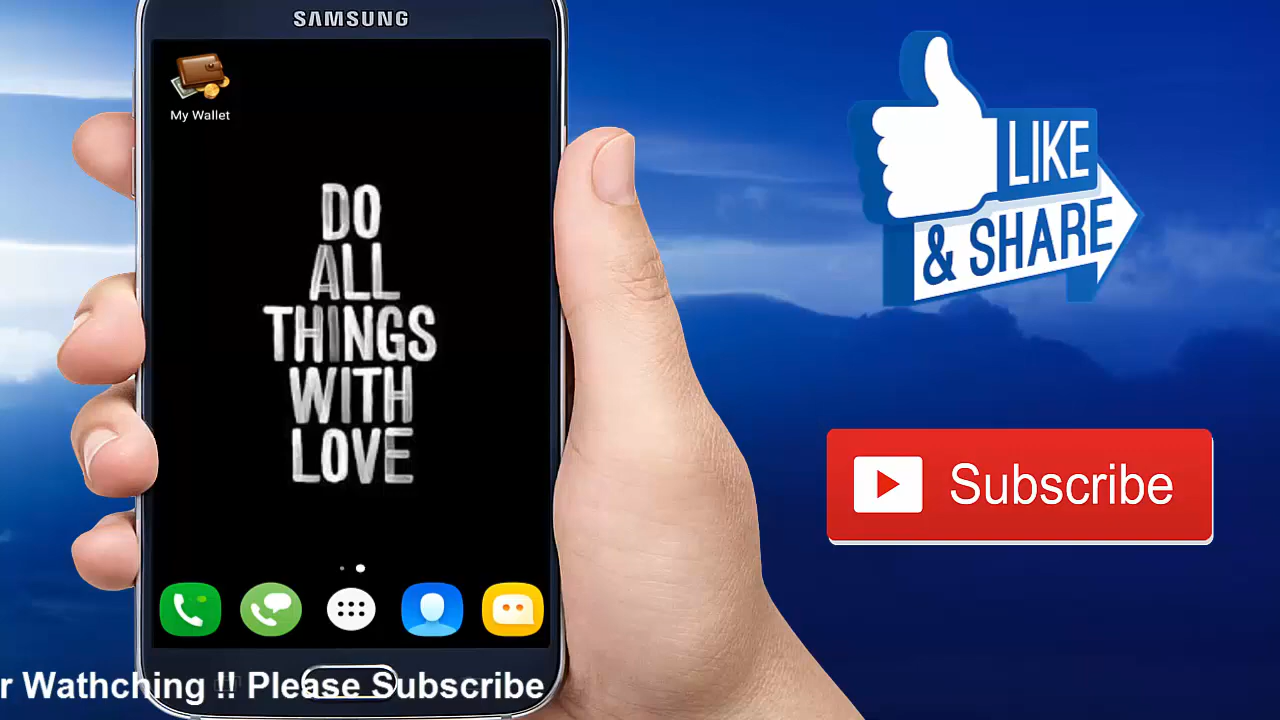 SAMSUNG
My Wallet
DO
ALL
THINGS
WITH
LOVE
LIKE
& SHARE
Subscribe
r Wathching !! Please Subscribe